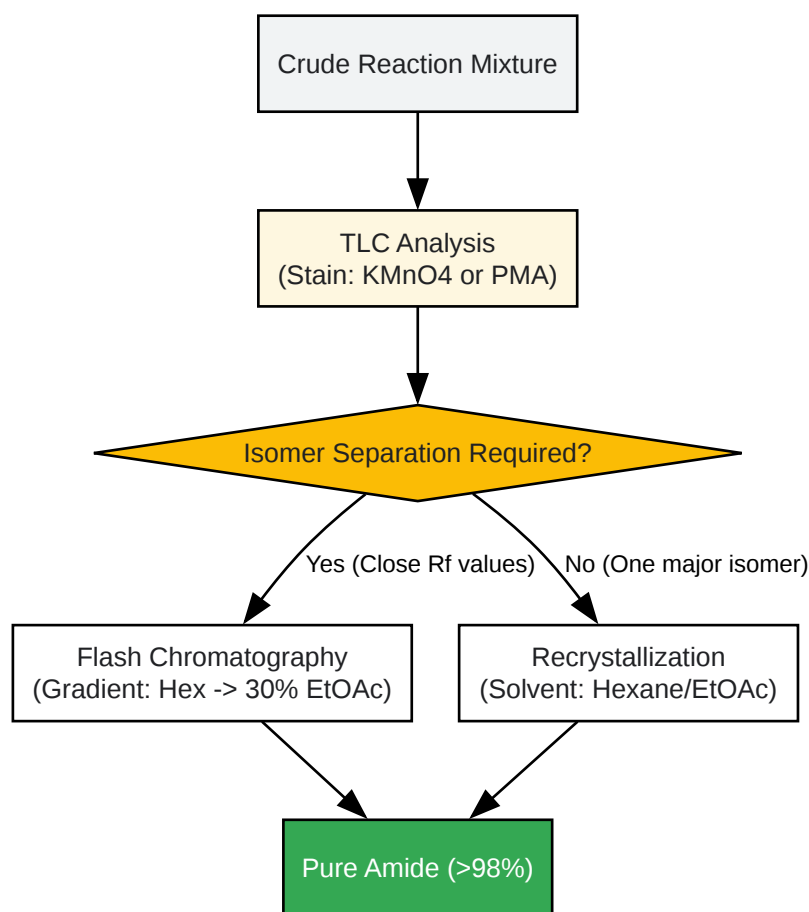 Crude Reaction Mixture
TLC Analysis
(Stain: KMnO4 or PMA)
Isomer Separation Required?
Yes (Close Rf values)
No (One major isomer)
Flash Chromatography
(Gradient: Hex -> 30% EtOAc)
Recrystallization
(Solvent: Hexane/EtOAc)
Pure Amide (>98%)